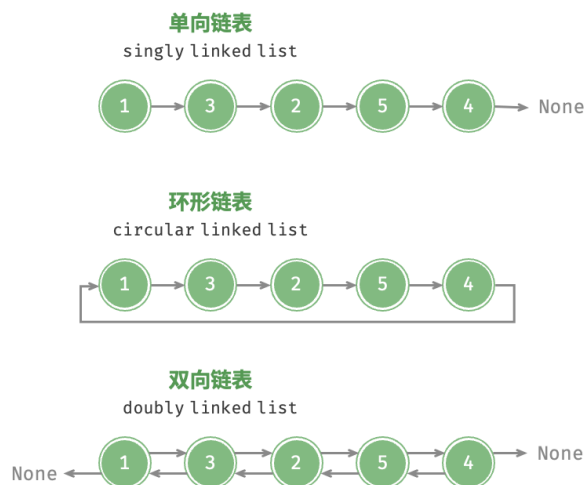 单向链表
singly linked list
1 3 2 5 4 None
环形链表
circular linked list
1 3 2 5 4
双向链表
doubly linked list
None 1 3 2 5 4 None